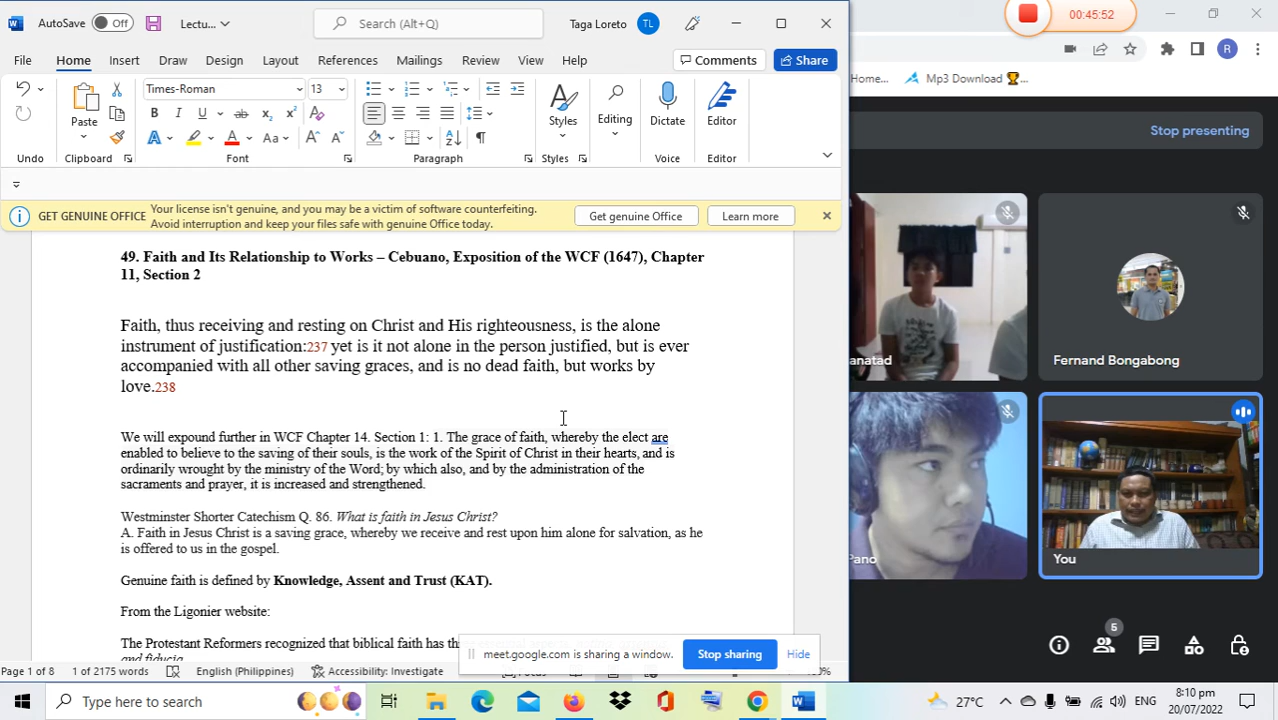 AutoSave Off Lectu... Search (Alt+Q) Taga Loreto TL
00:45:52
File Home Insert Draw Design Layout References Mailings Review View Help Comments Share
R
Home... Mp3 Download
Times-Roman 13
Paste Styles Editing Dictate Editor
Undo Clipboard Font Paragraph Styles Voice Editor
Stop presenting
GET GENUINE OFFICE Your license isn't genuine, and you may be a victim of software counterfeiting.
Avoid interruption and keep your files safe with genuine Office today.
Get genuine Office Learn more
49. Faith and Its Relationship to Works – Cebuano, Exposition of the WCF (1647), Chapter
11, Section 2
Faith, thus receiving and resting on Christ and His righteousness, is the alone
instrument of justification:237 yet is it not alone in the person justified, but is ever
accompanied with all other saving graces, and is no dead faith, but works by
love.238
We will expound further in WCF Chapter 14. Section 1: 1. The grace of faith, whereby the elect are
enabled to believe to the saving of their souls, is the work of the Spirit of Christ in their hearts, and is
ordinarily wrought by the ministry of the Word; by which also, and by the administration of the
sacraments and prayer, it is increased and strengthened.
Westminster Shorter Catechism Q. 86. What is faith in Jesus Christ?
A. Faith in Jesus Christ is a saving grace, whereby we receive and rest upon him alone for salvation, as he
is offered to us in the gospel.
Genuine faith is defined by Knowledge, Assent and Trust (KAT).
From the Ligonier website:
The Protestant Reformers recognized that biblical faith has
and fiducia
anatad
Fernand Bongabong
Pano
You
5
meet.google.com is sharing a window. Stop sharing Hide
Page 1 of 8 1 of 2175 words English (Philippines) Accessibility: Investigate Focus
Type here to search
27°C ENG 8:10 pm
20/07/2022